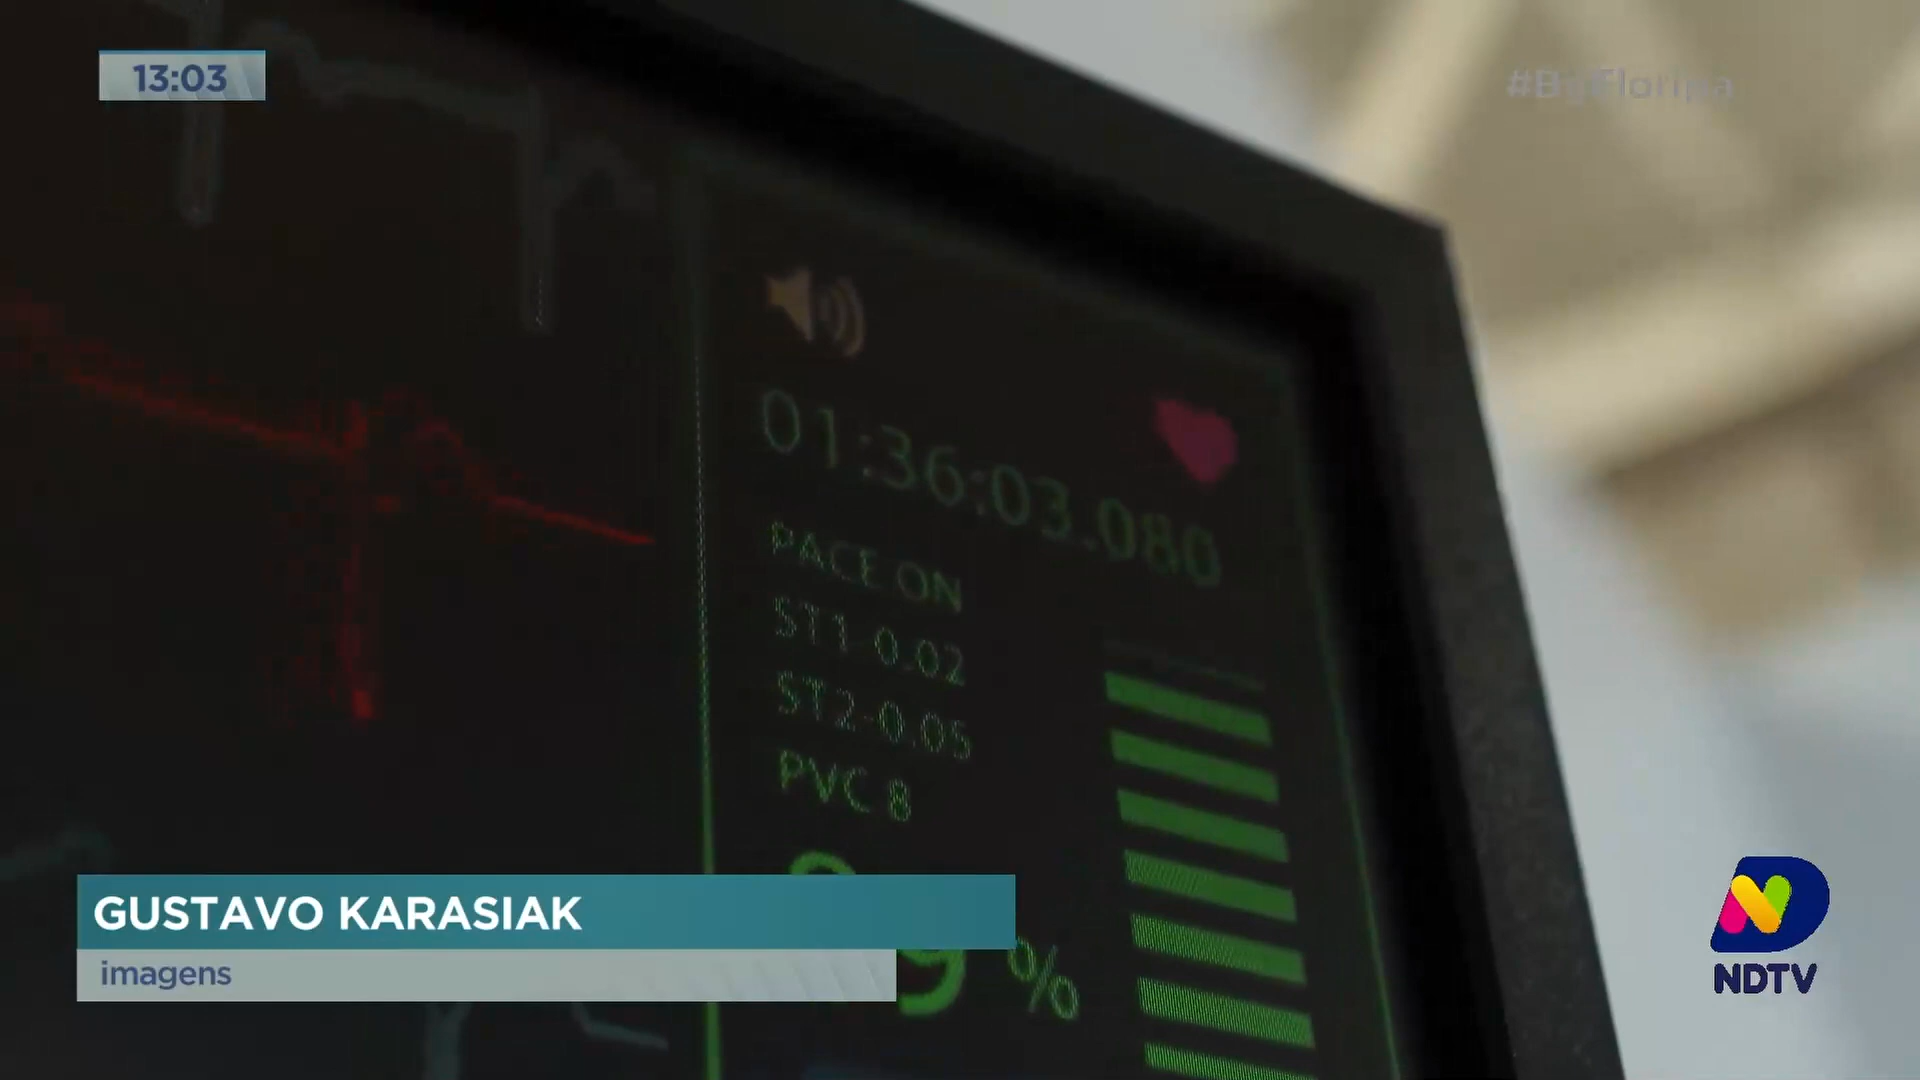 13:03
#BgFloripa
01:36:03.080
PACE ON
ST1-0.02
ST2-0.05
PVC 8
%
GUSTAVO KARASIAK
imagens
NDTV